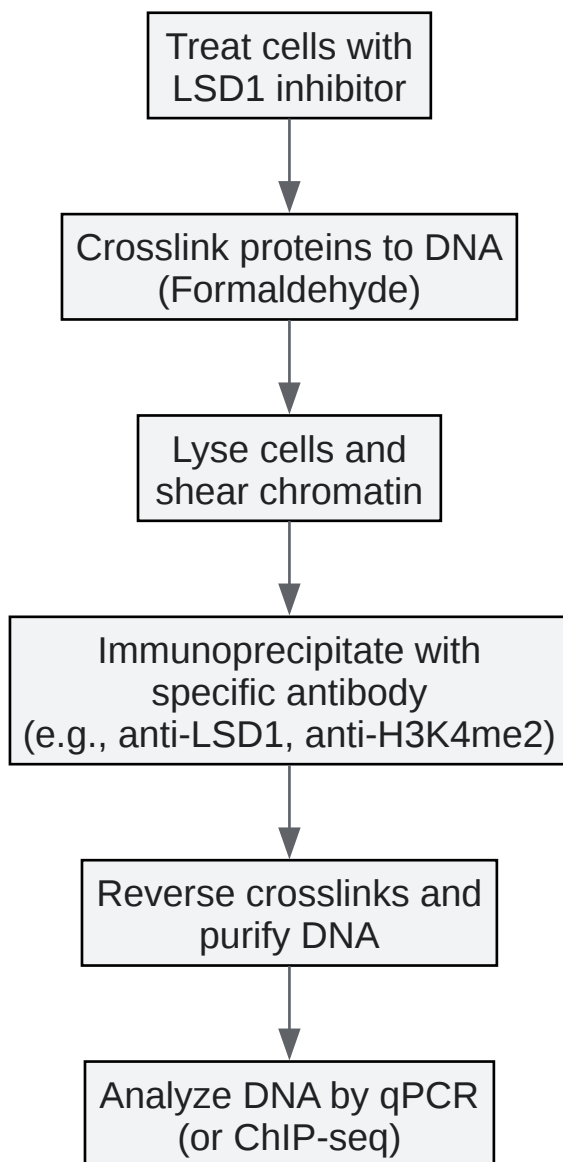 Treat cells with
LSD1 inhibitor
Crosslink proteins to DNA
(Formaldehyde)
Lyse cells and
shear chromatin
Immunoprecipitate with
specific antibody
(e.g., anti-LSD1, anti-H3K4me2)
Reverse crosslinks and
purify DNA
Analyze DNA by qPCR
(or ChIP-seq)